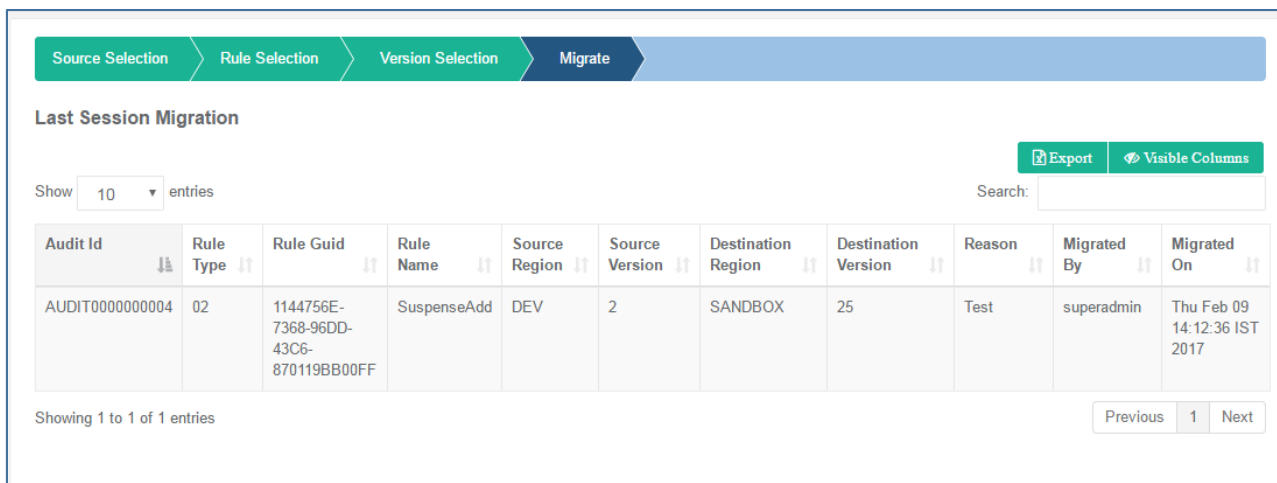 Source Selection Rule Selection Version Selection Migrate
Last Session Migration
Export Visible Columns
Show 10 entries Search:
Audit Id Rule Type Rule Guid Rule Name Source Region Source Version Destination Region Destination Version Reason Migrated By Migrated On
AUDIT0000000004 02 1144756E-7368-96DD-43C6-870119BB00FF SuspenseAdd DEV 2 SANDBOX 25 Test superadmin Thu Feb 09 14:12:36 IST 2017
Showing 1 to 1 of 1 entries Previous 1 Next